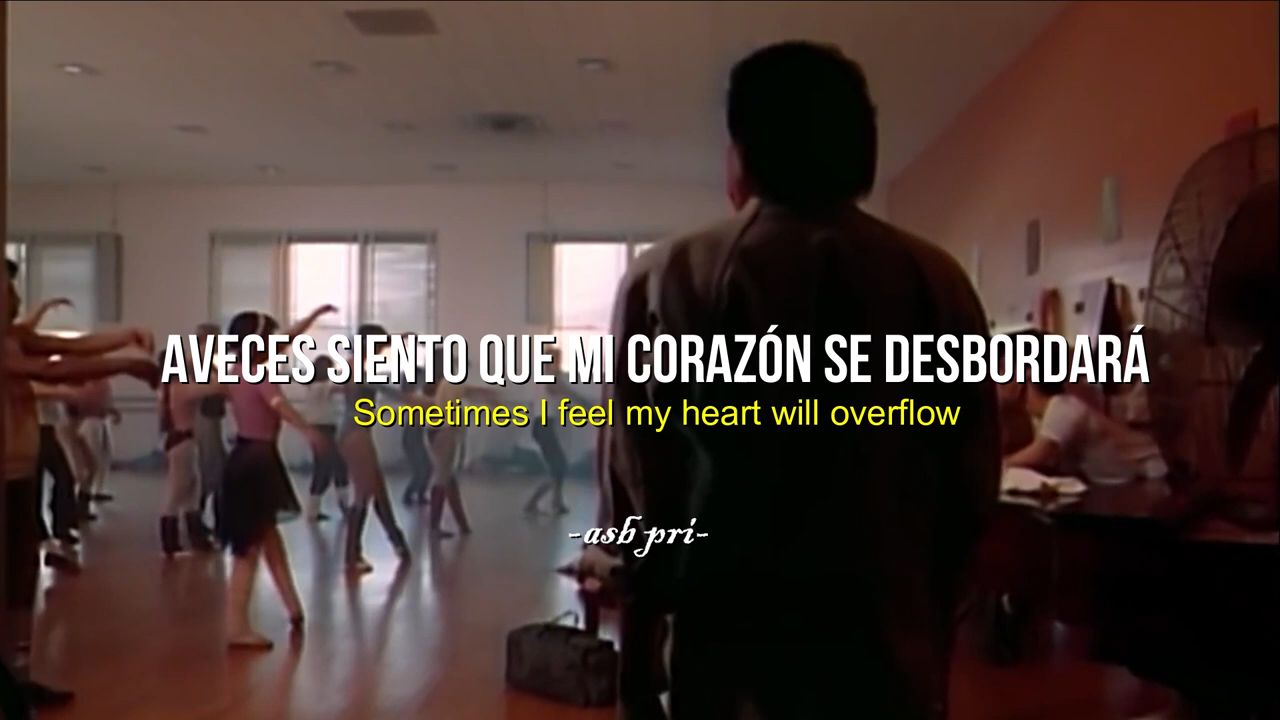 AVECES SIENTO QUE MI CORAZÓN SE DESBORDARÁ
Sometimes I feel my heart will overflow
-asb pri-